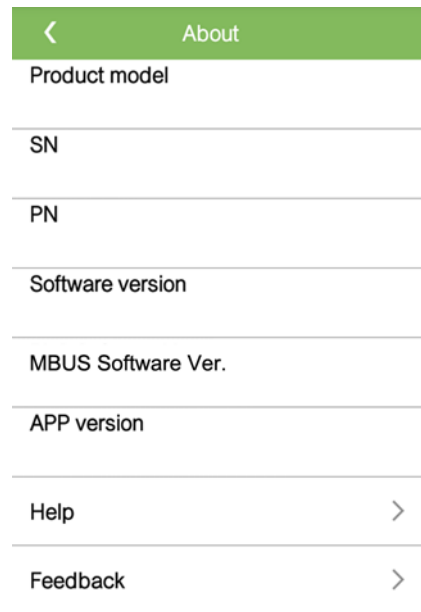 About
Product model
SN
PN
Software version
MBUS Software Ver.
APP version
Help
Feedback